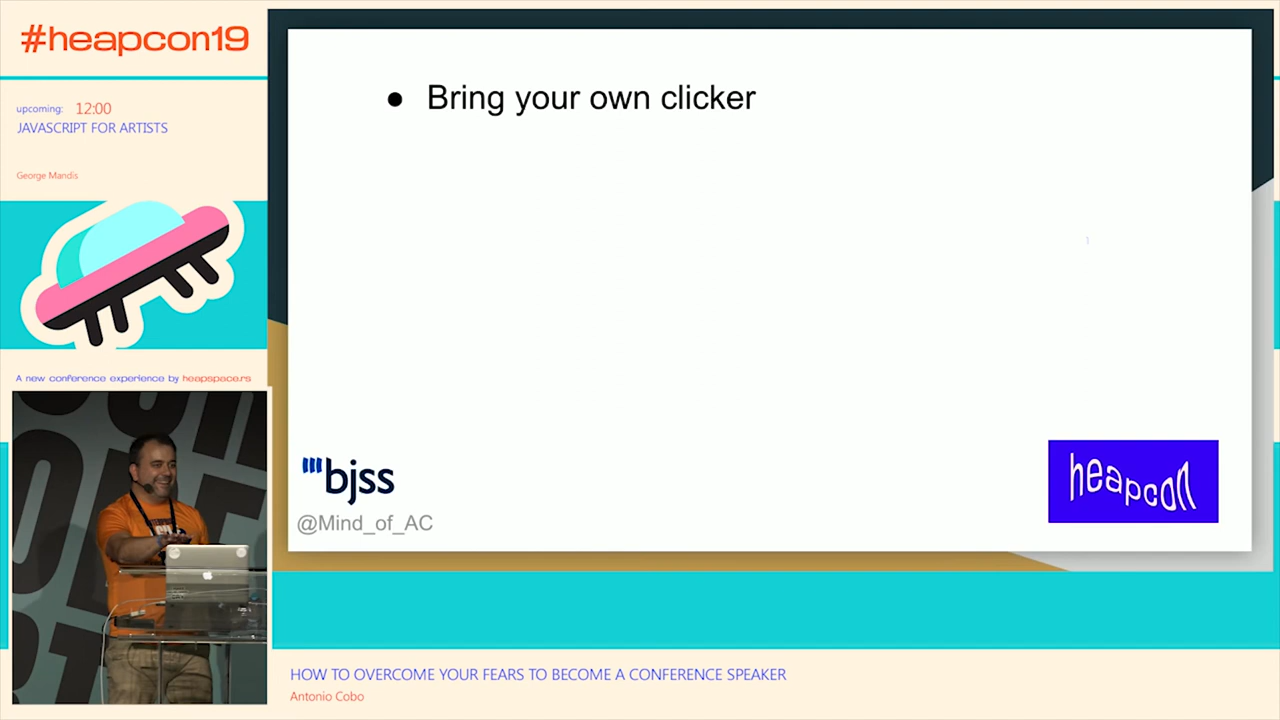 #heapcon19
upcoming: 12:00
JAVASCRIPT FOR ARTISTS
George Mandis
A new conference experience by heapspace.rs
● Bring your own clicker
1
bjss
@Mind_of_AC
heapcon
HOW TO OVERCOME YOUR FEARS TO BECOME A CONFERENCE SPEAKER
Antonio Cobo